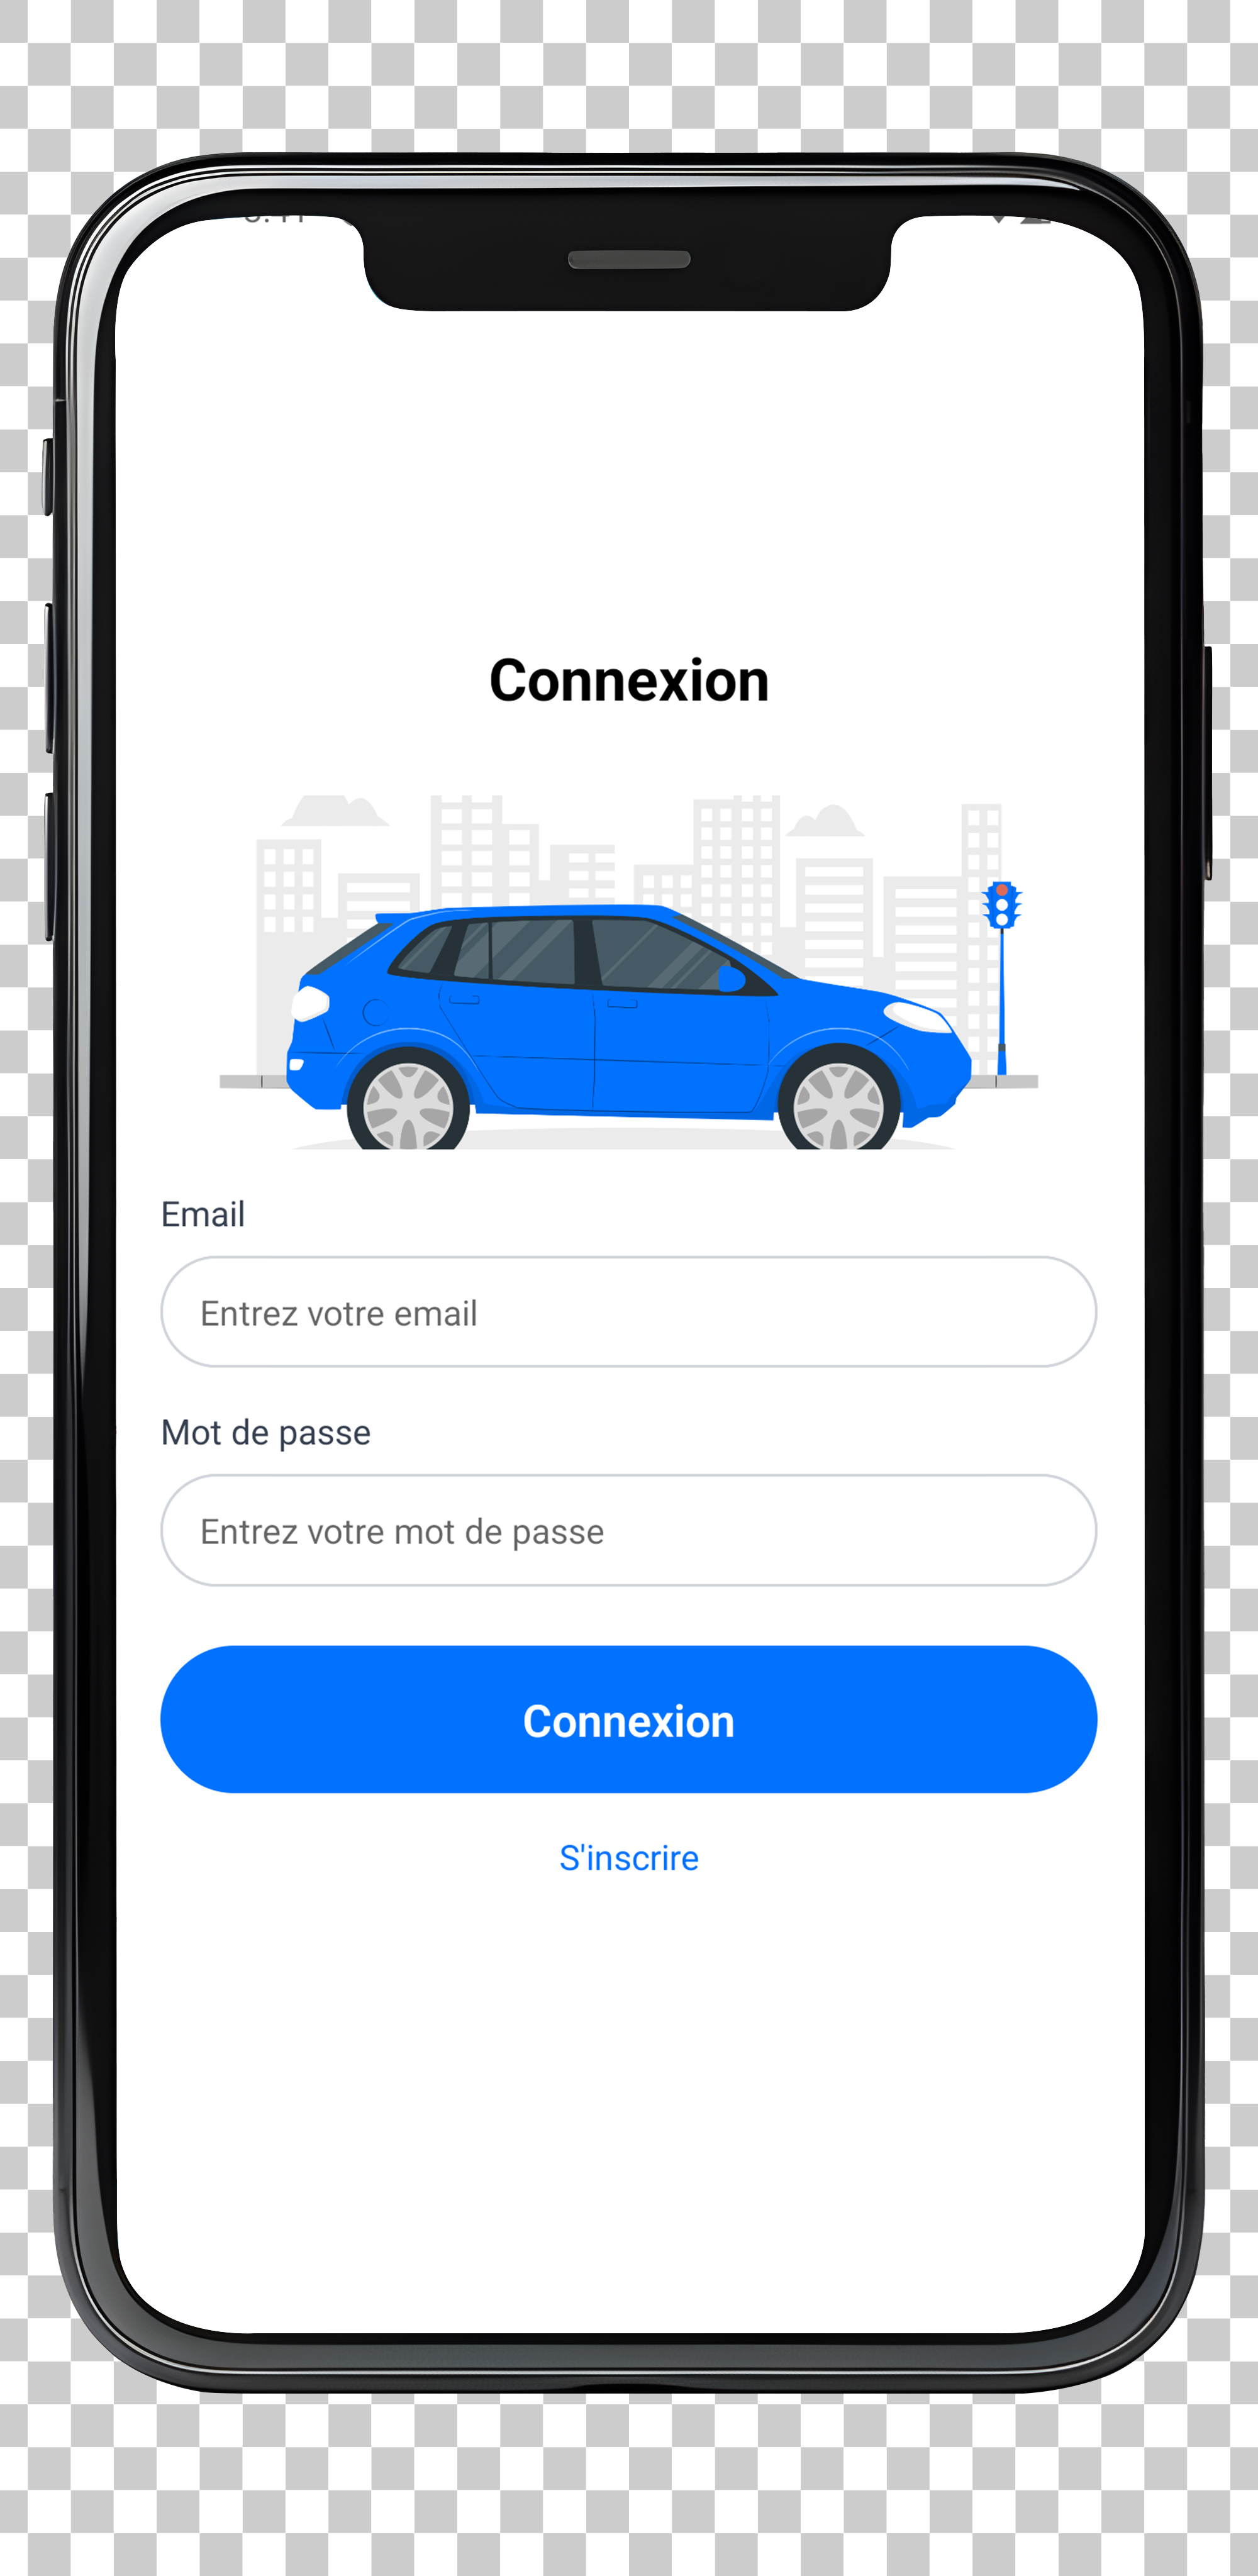 Connexion
Email
Entrez votre email
Mot de passe
Entrez votre mot de passe
Connexion
S'inscrire